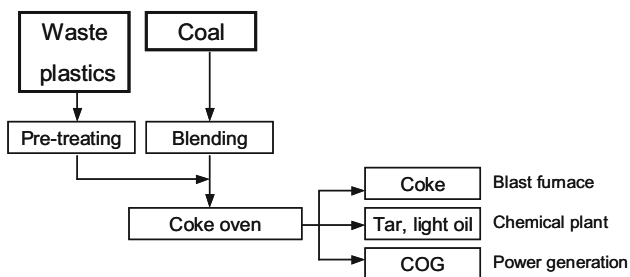 Waste
plastics
Coal
Pre-treating
Blending
Coke oven
Coke
Blast furnace
Tar, light oil
Chemical plant
COG
Power generation